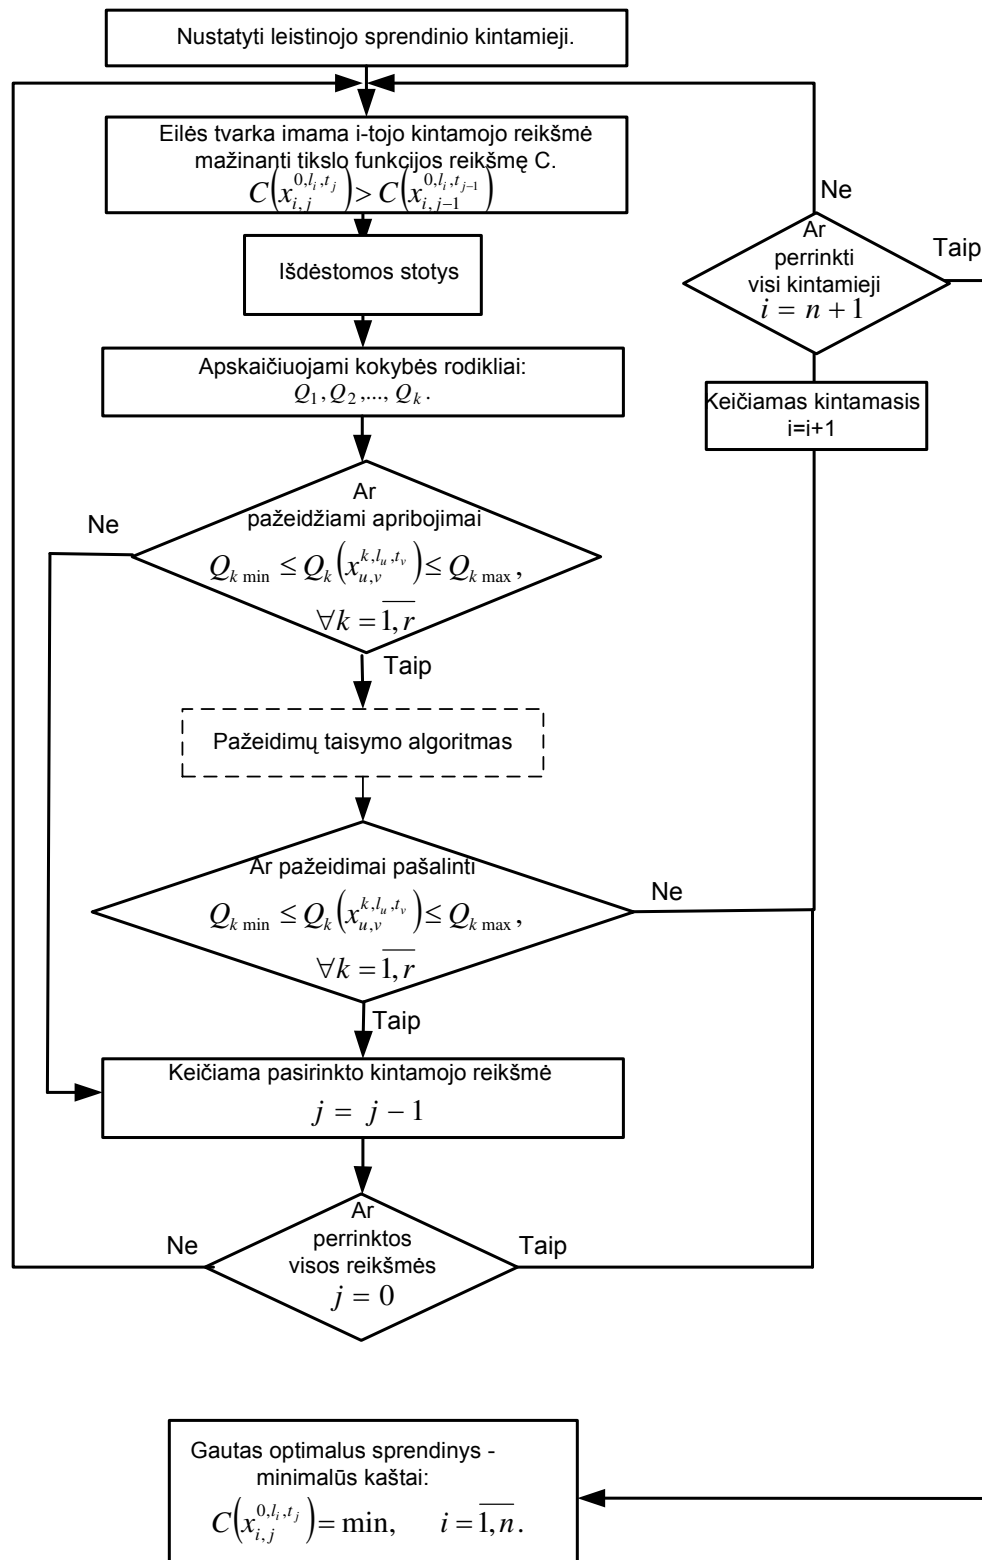 Nustatyti leistinojo sprendinio kintamieji.
Eilės tvarka imama i-tojo kintamojo reikšmė
mažinanti tikslo funkcijos reikšmę C.
C(x_{i,j}^{0,l_i,t_j}) > C(x_{i,j-1}^{0,l_i,t_{j-1}})
Išdėstomos stotys
Apskaičiuojami kokybės rodikliai:
Q_1, Q_2,..., Q_k.
Ne
Ar
pažeidžiami apribojimai
Q_{k min} ≤ Q_k(x_{u,v}^{k,l_u,t_v}) ≤ Q_{k max},
∀k = \overline{1,r}
Taip
Pažeidimų taisymo algoritmas
Ar pažeidimai pašalinti
Q_{k min} ≤ Q_k(x_{u,v}^{k,l_u,t_v}) ≤ Q_{k max},
∀k = \overline{1,r}
Ne
Taip
Keičiama pasirinkto kintamojo reikšmė
j = j − 1
Ne
Ar
perrinktos
visos reikšmės
j = 0
Taip
Keičiamas kintamasis
i=i+1
Ne
Ar
perrinkti
visi kintamieji
i = n + 1
Taip
Gautas optimalus sprendinys -
minimalūs kaštai:
C(x_{i,j}^{0,l_i,t_j}) = min, i = \overline{1,n}.